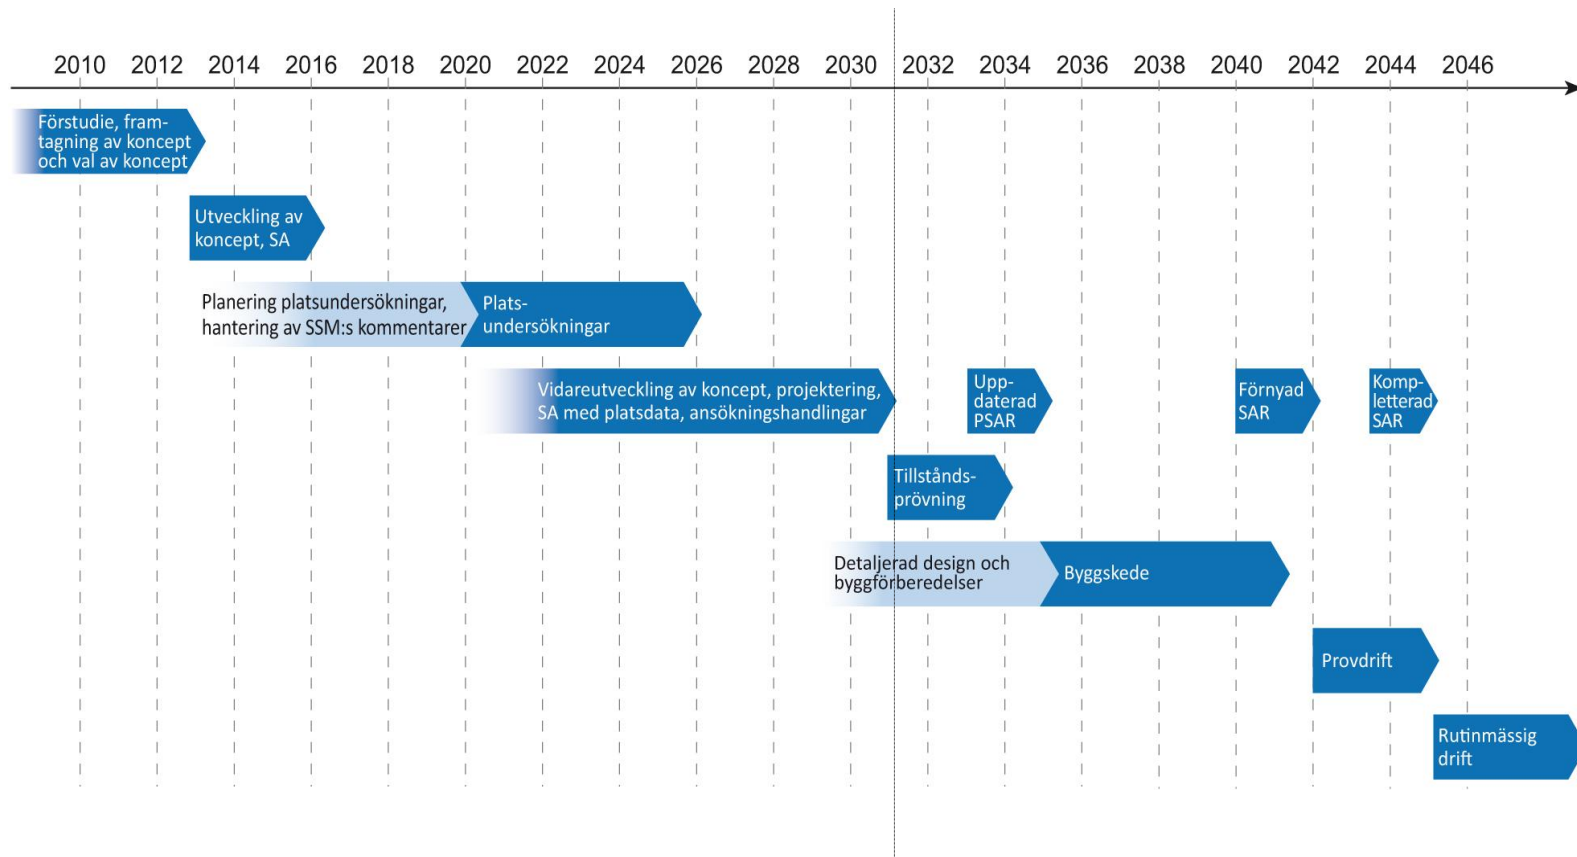 2010 2012 2014 2016 2018 2020 2022 2024 2026 2028 2030 2032 2034 2036 2038 2040 2042 2044 2046
Förstudie, fram-
tagning av koncept
och val av koncept
Utveckling av
koncept, SA
Planering platsundersökningar,
hantering av SSM:s kommentarer
Plats-
undersökningar
Vidareutveckling av koncept, projektering,
SA med platsdata, ansökningshandlingar
Upp-
daterad
PSAR
Förnyad
SAR
Komp-
letterad
SAR
Tillstånds-
prövning
Detaljerad design och
byggförberedelser
Byggskede
Provdrift
Rutinmässig
drift